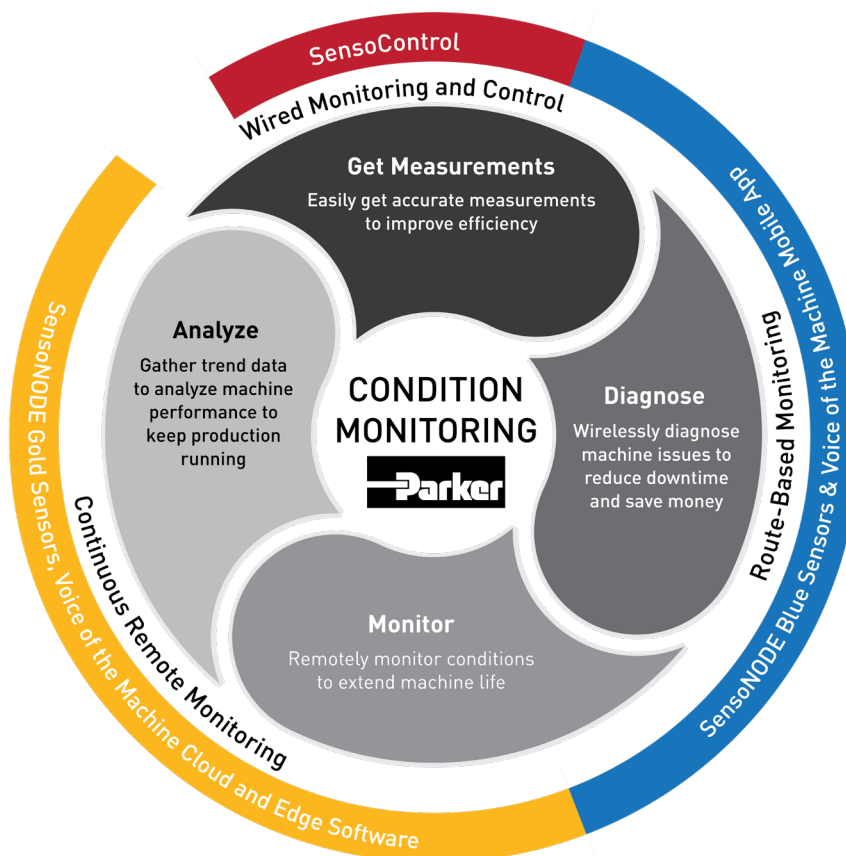 SensoControl
Wired Monitoring and Control
Get Measurements
Easily get accurate measurements
to improve efficiency
SensoNODE Blue Sensors & Voice of the Machine Mobile App
Route-Based Monitoring
Diagnose
Wirelessly diagnose
machine issues to
reduce downtime
and save money
Analyze
Gather trend data
to analyze machine
performance to
keep production
running
CONDITION
MONITORING
Parker
Monitor
Remotely monitor conditions
to extend machine life
Continuous Remote Monitoring
SensoNODE Gold Sensors, Voice of the Machine Cloud and Edge Software